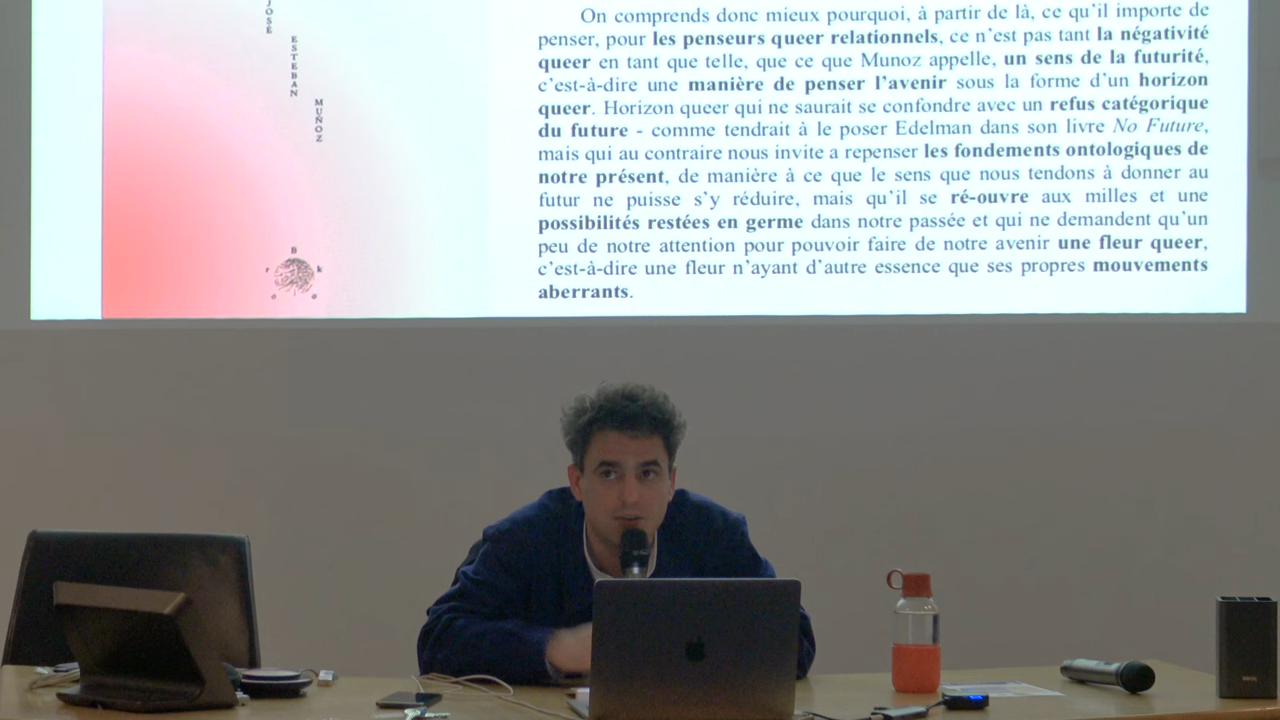 JOSÉ
ESTEBAN
MUÑOZ
B
r k
o o
On comprends donc mieux pourquoi, à partir de là, ce qu'il importe de
penser, pour les penseurs queer relationnels, ce n'est pas tant la négativité
queer en tant que telle, que ce que Munoz appelle, un sens de la futurité,
c'est-à-dire une manière de penser l'avenir sous la forme d'un horizon
queer. Horizon queer qui ne saurait se confondre avec un refus catégorique
du future - comme tendrait à le poser Edelman dans son livre No Future,
mais qui au contraire nous invite a repenser les fondements ontologiques de
notre présent, de manière à ce que le sens que nous tendons à donner au
futur ne puisse s'y réduire, mais qu'il se ré-ouvre aux milles et une
possibilités restées en germe dans notre passée et qui ne demandent qu'un
peu de notre attention pour pouvoir faire de notre avenir une fleur queer,
c'est-à-dire une fleur n'ayant d'autre essence que ses propres mouvements
aberrants.